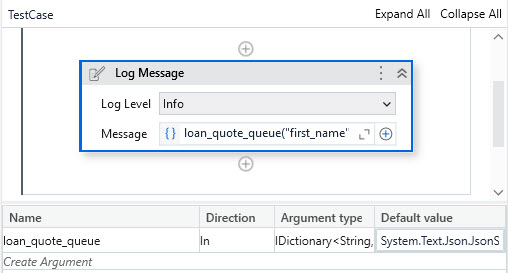 TestCase Expand All Collapse All
Log Message
Log Level Info
Message {} loan_quote_queue("first_name"
Name Direction Argument type Default value
loan_quote_queue In IDictionary<String, System.Text.Json.JsonS
Create Argument